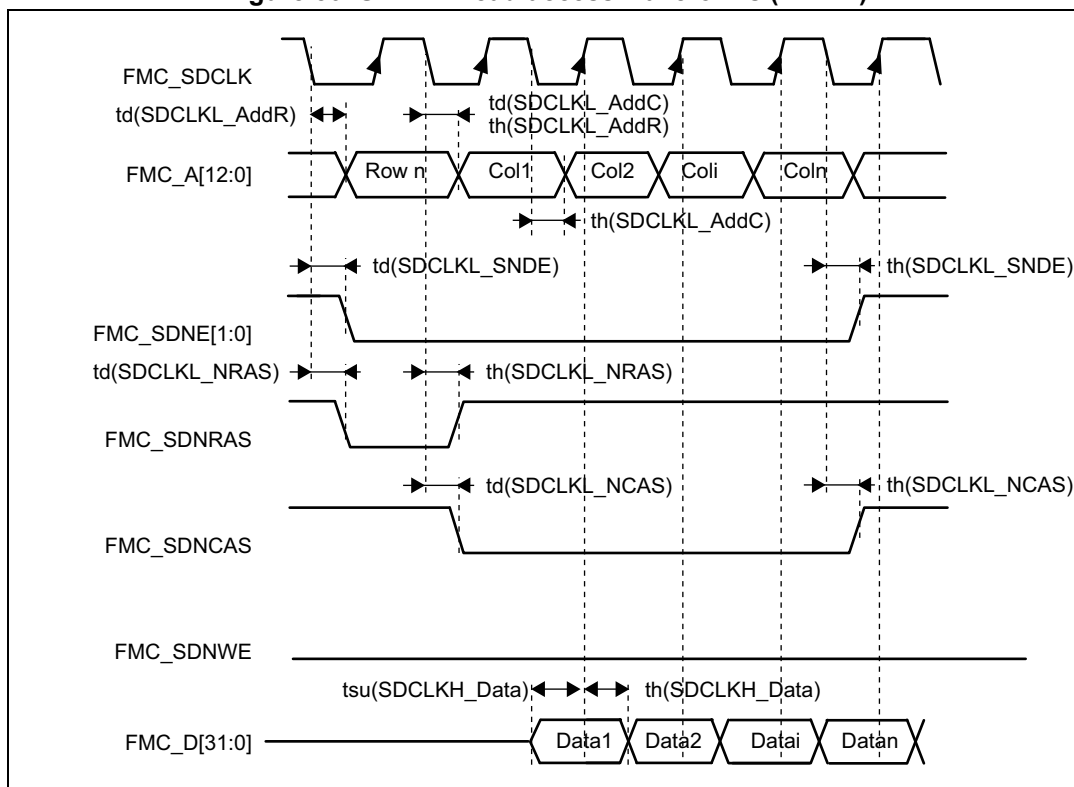 FMC_SDCLK
td(SDCLKL_AddR)
td(SDCLKL_AddC)
th(SDCLKL_AddR)
FMC_A[12:0]
Row n
Col1
Col2
Coli
Coln
th(SDCLKL_AddC)
td(SDCLKL_SNDE)
th(SDCLKL_SNDE)
FMC_SDNE[1:0]
td(SDCLKL_NRAS)
th(SDCLKL_NRAS)
FMC_SDNRAS
td(SDCLKL_NCAS)
th(SDCLKL_NCAS)
FMC_SDNCAS
FMC_SDNWE
tsu(SDCLKH_Data)
th(SDCLKH_Data)
FMC_D[31:0]
Data1
Data2
Datai
Datan